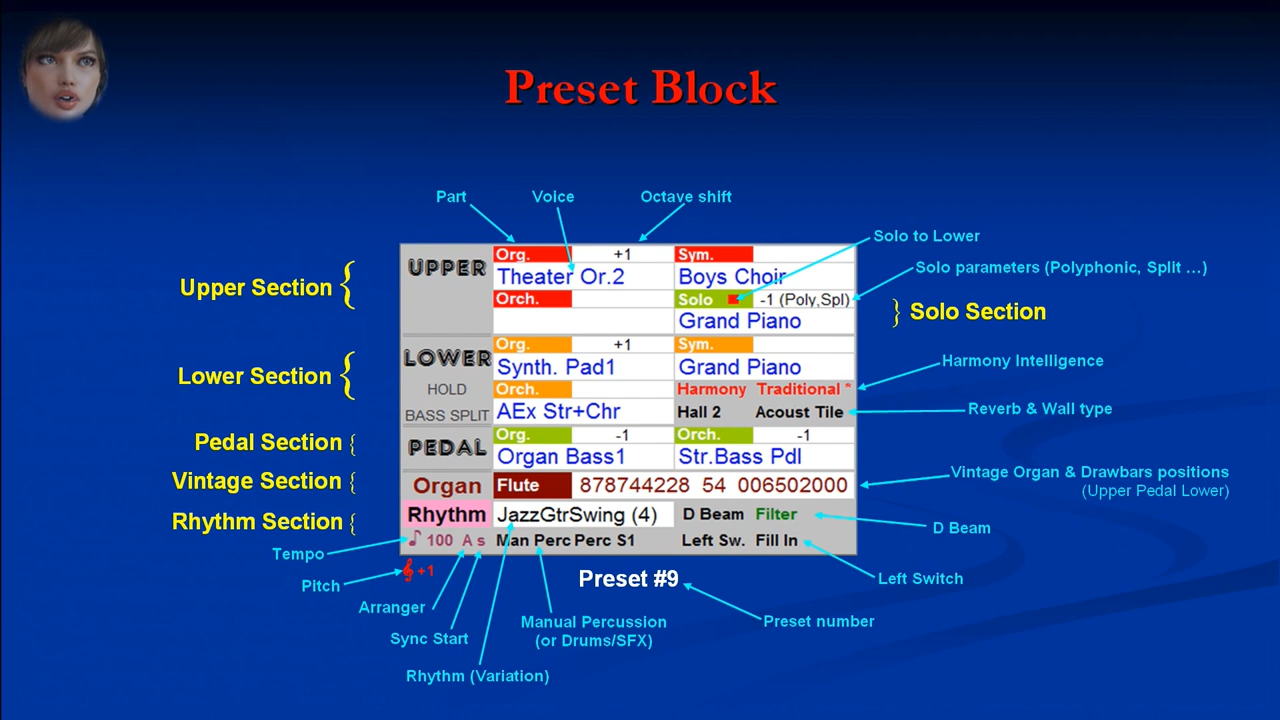 Preset Block
Part Voice Octave shift
Solo to Lower
UPPER Org. +1 Sym.
Solo parameters (Polyphonic, Split ...)
Theater Or.2 Boys Choir
Upper Section {
Orch. Solo -1 (Poly,Spl)
} Solo Section
Grand Piano
LOWER Org. +1 Sym.
Harmony Intelligence
Synth. Pad1 Grand Piano
Lower Section {
HOLD Orch. Harmony Traditional *
BASS SPLIT AEx Str+Chr Hall 2 Acoust Tile
Reverb & Wall type
PEDAL Org. -1 Orch. -1
Pedal Section {
Organ Bass1 Str.Bass Pdl
Vintage Organ & Drawbars positions
(Upper Pedal Lower)
Vintage Section {
Organ Flute 878744228 54 006502000
Rhythm Section {
Rhythm JazzGtrSwing (4) D Beam Filter
D Beam
♪ 100 A s Man Perc Perc S1 Left Sw. Fill In
Tempo
𝄞 +1
Pitch
Preset #9
Left Switch
Arranger
Manual Percussion
(or Drums/SFX)
Preset number
Sync Start
Rhythm (Variation)